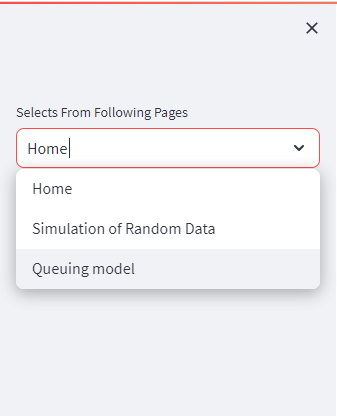 Selects From Following Pages
Home
Home
Simulation of Random Data
Queuing model